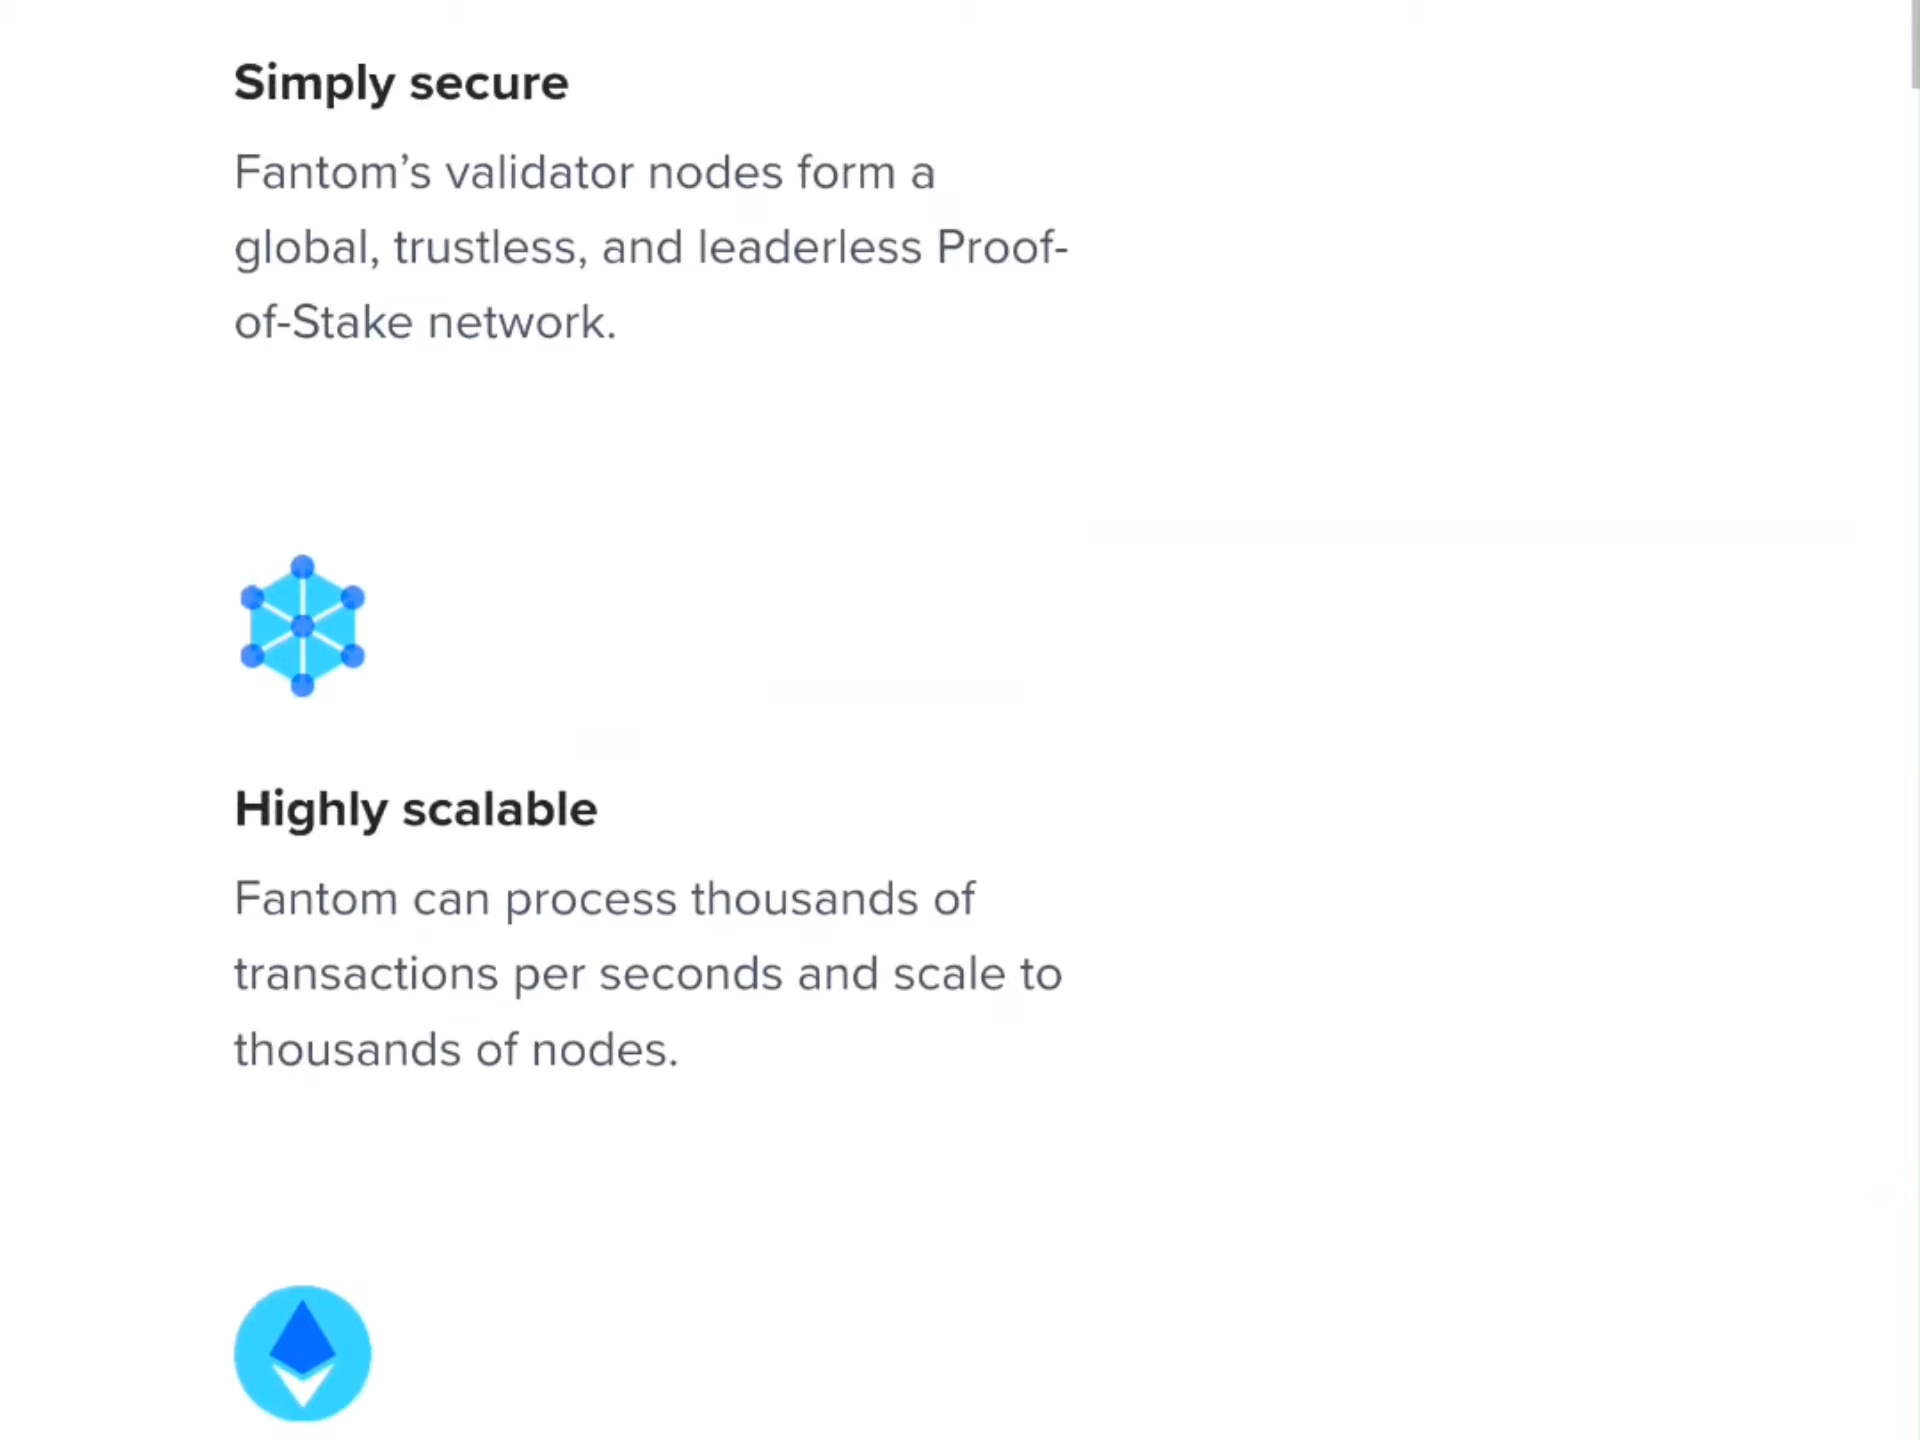 Simply secure
Fantom’s validator nodes form a
global, trustless, and leaderless Proof-
of-Stake network.
Highly scalable
Fantom can process thousands of
transactions per seconds and scale to
thousands of nodes.